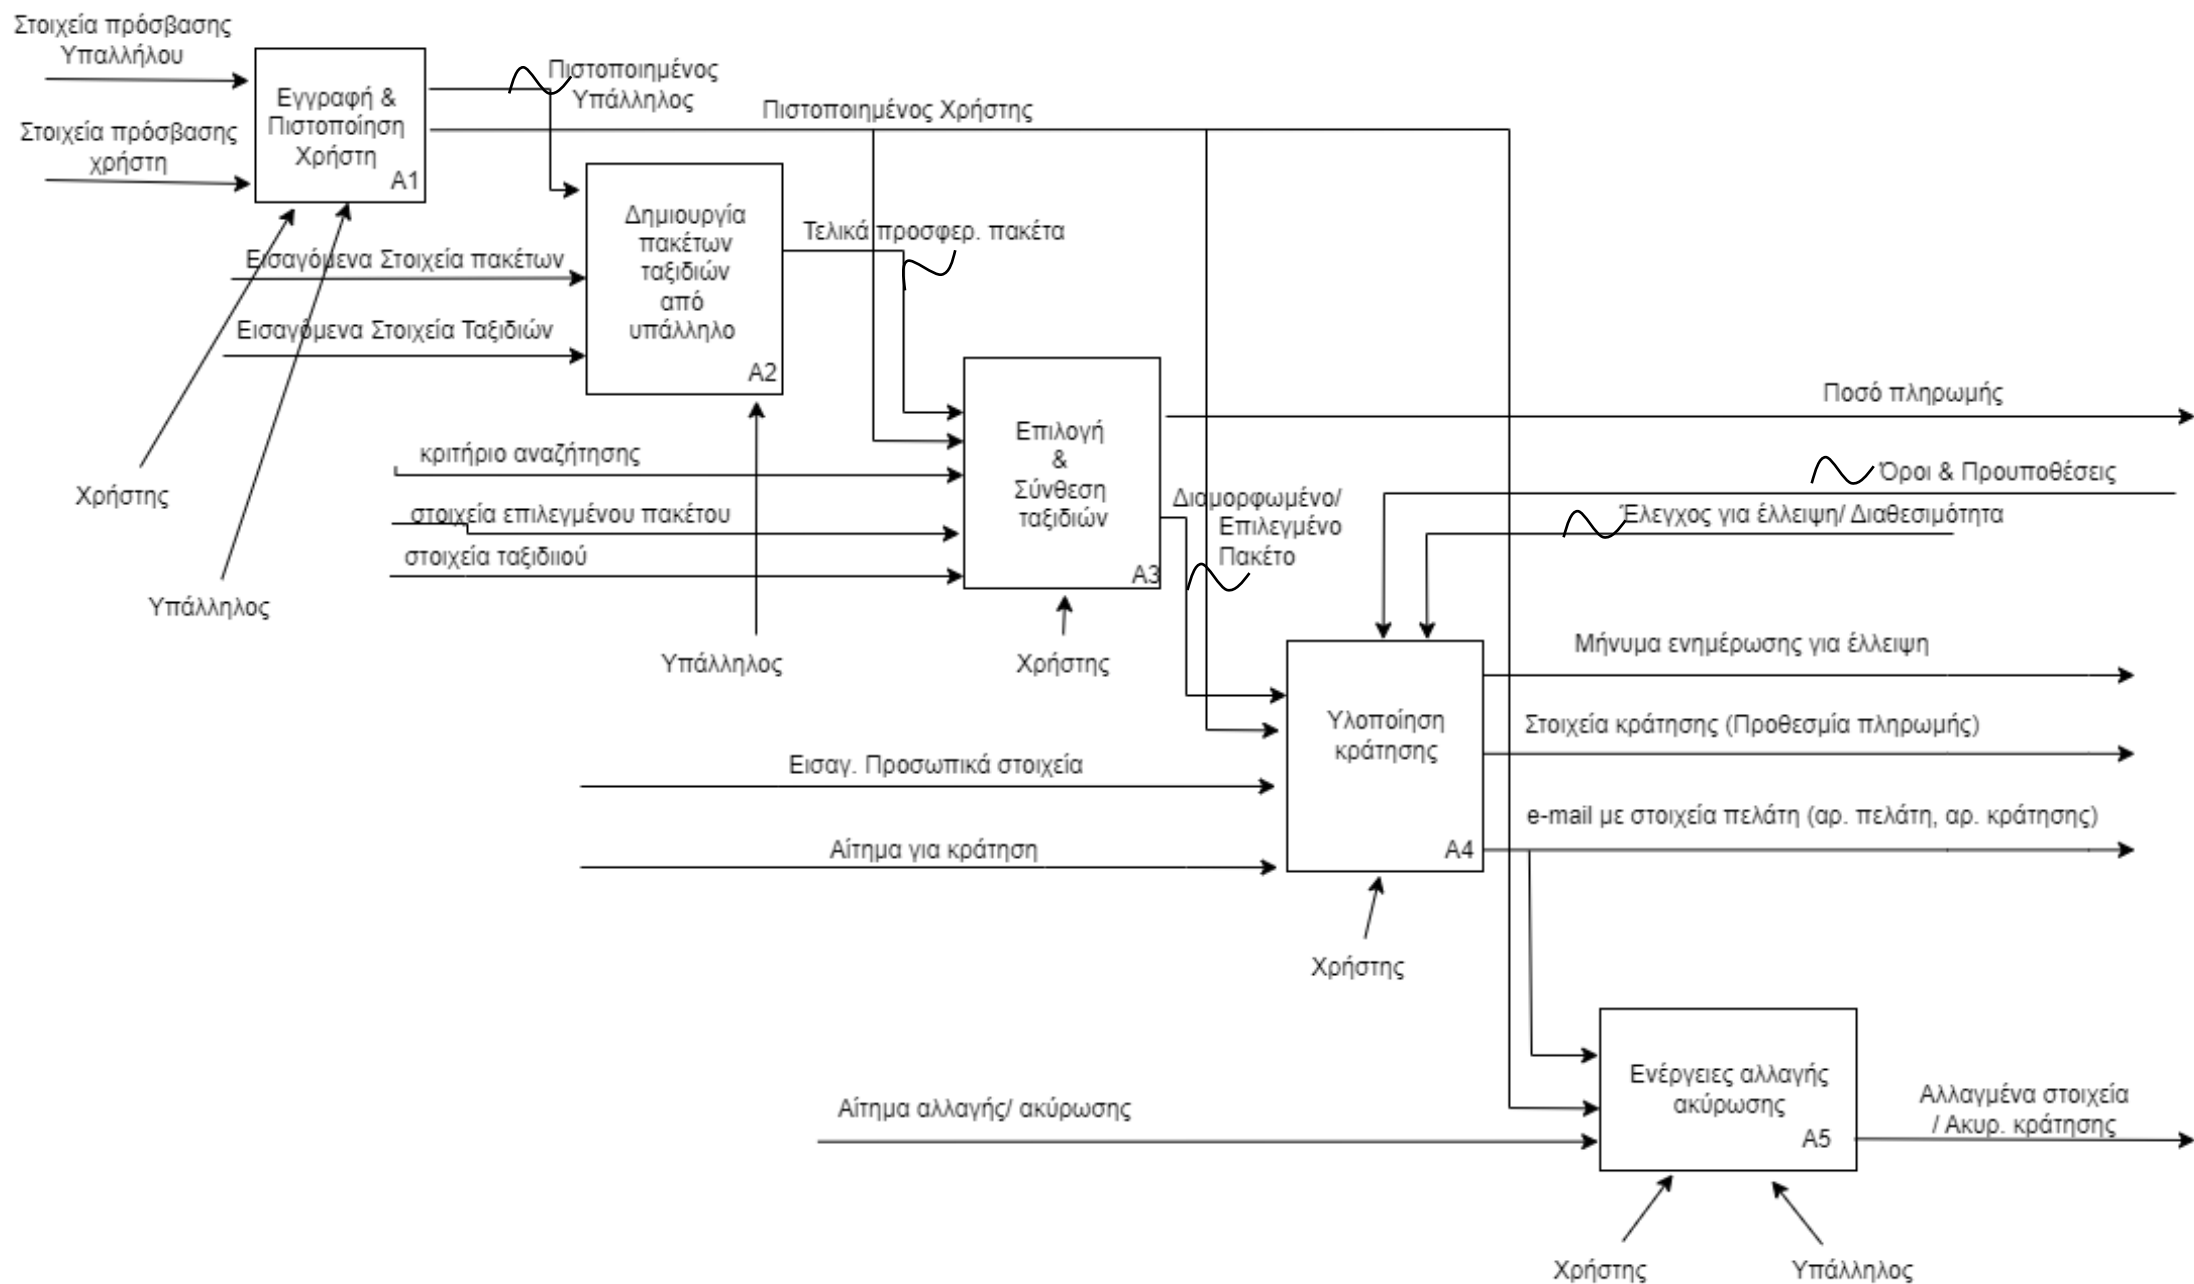 Στοιχεία πρόσβασης
Υπαλλήλου
Στοιχεία πρόσβασης
χρήστη
Εγγραφή &
Πιστοποίηση
Χρήστη
A1
Πιστοποιημένος
Υπάλληλος
Πιστοποιημένος Χρήστης
Εισαγόμενα Στοιχεία πακέτων
Εισαγόμενα Στοιχεία Ταξιδιών
Δημιουργία
πακέτων
ταξιδιών
από
υπάλληλο
A2
Τελικά προσφερ. πακέτα
Χρήστης
Υπάλληλος
Υπάλληλος
κριτήριο αναζήτησης
στοιχεία επιλεγμένου πακέτου
στοιχεία ταξιδιιού
Επιλογή
&
Σύνθεση
ταξιδιών
A3
Χρήστης
Ποσό πληρωμής
Όροι & Προυποθέσεις
Έλεγχος για έλλειψη/ Διαθεσιμότητα
Διαμορφωμένο/
Επιλεγμένο
Πακέτο
Εισαγ. Προσωπικά στοιχεία
Αίτημα για κράτηση
Υλοποίηση
κράτησης
A4
Χρήστης
Μήνυμα ενημέρωσης για έλλειψη
Στοιχεία κράτησης (Προθεσμία πληρωμής)
e-mail με στοιχεία πελάτη (αρ. πελάτη, αρ. κράτησης)
Αίτημα αλλαγής/ ακύρωσης
Ενέργειες αλλαγής
ακύρωσης
A5
Αλλαγμένα στοιχεία
/ Ακυρ. κράτησης
Χρήστης
Υπάλληλος